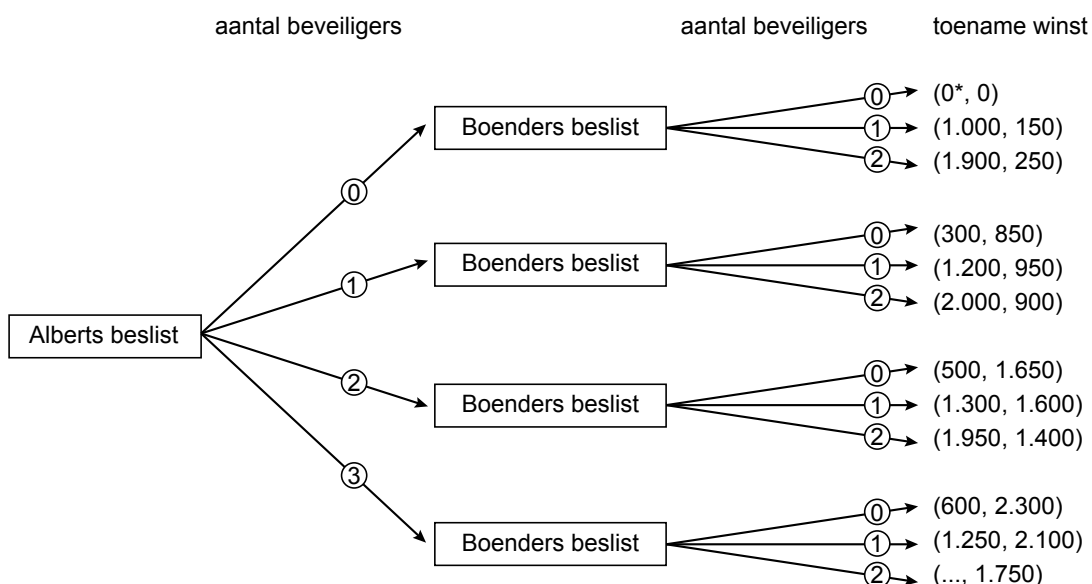 aantal beveiligers aantal beveiligers toename winst
0 (0*, 0)
Boenders beslist 1 (1.000, 150)
2 (1.900, 250)
0
0 (300, 850)
Boenders beslist 1 (1.200, 950)
1
2 (2.000, 900)
Alberts beslist
0 (500, 1.650)
2
Boenders beslist 1 (1.300, 1.600)
2 (1.950, 1.400)
3
0 (600, 2.300)
Boenders beslist 1 (1.250, 2.100)
2 (..., 1.750)